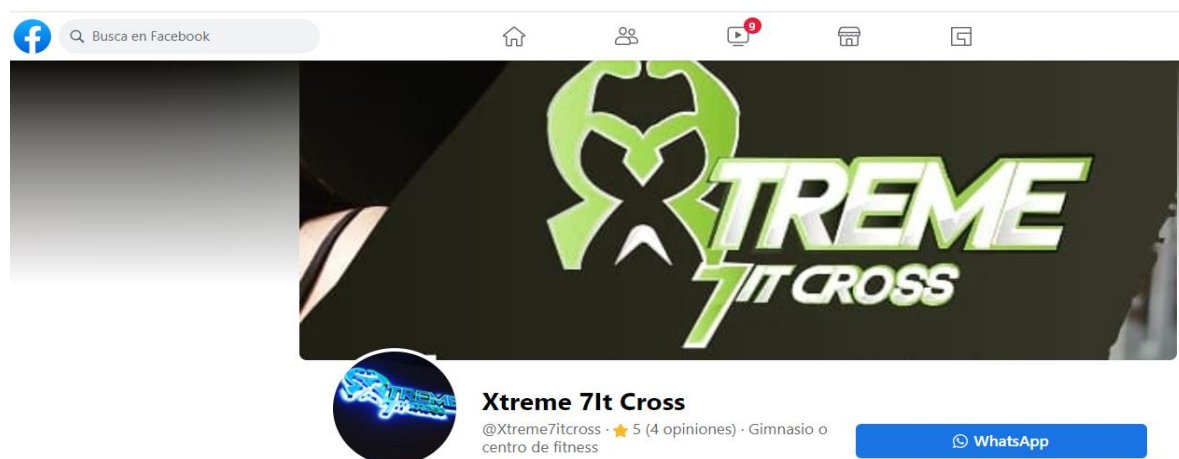 Busca en Facebook
9
XTREME
7IT CROSS
XTREME
Xtreme 7It Cross
@Xtreme7itcross · ⭐ 5 (4 opiniones) · Gimnasio o
centro de fitness
WhatsApp